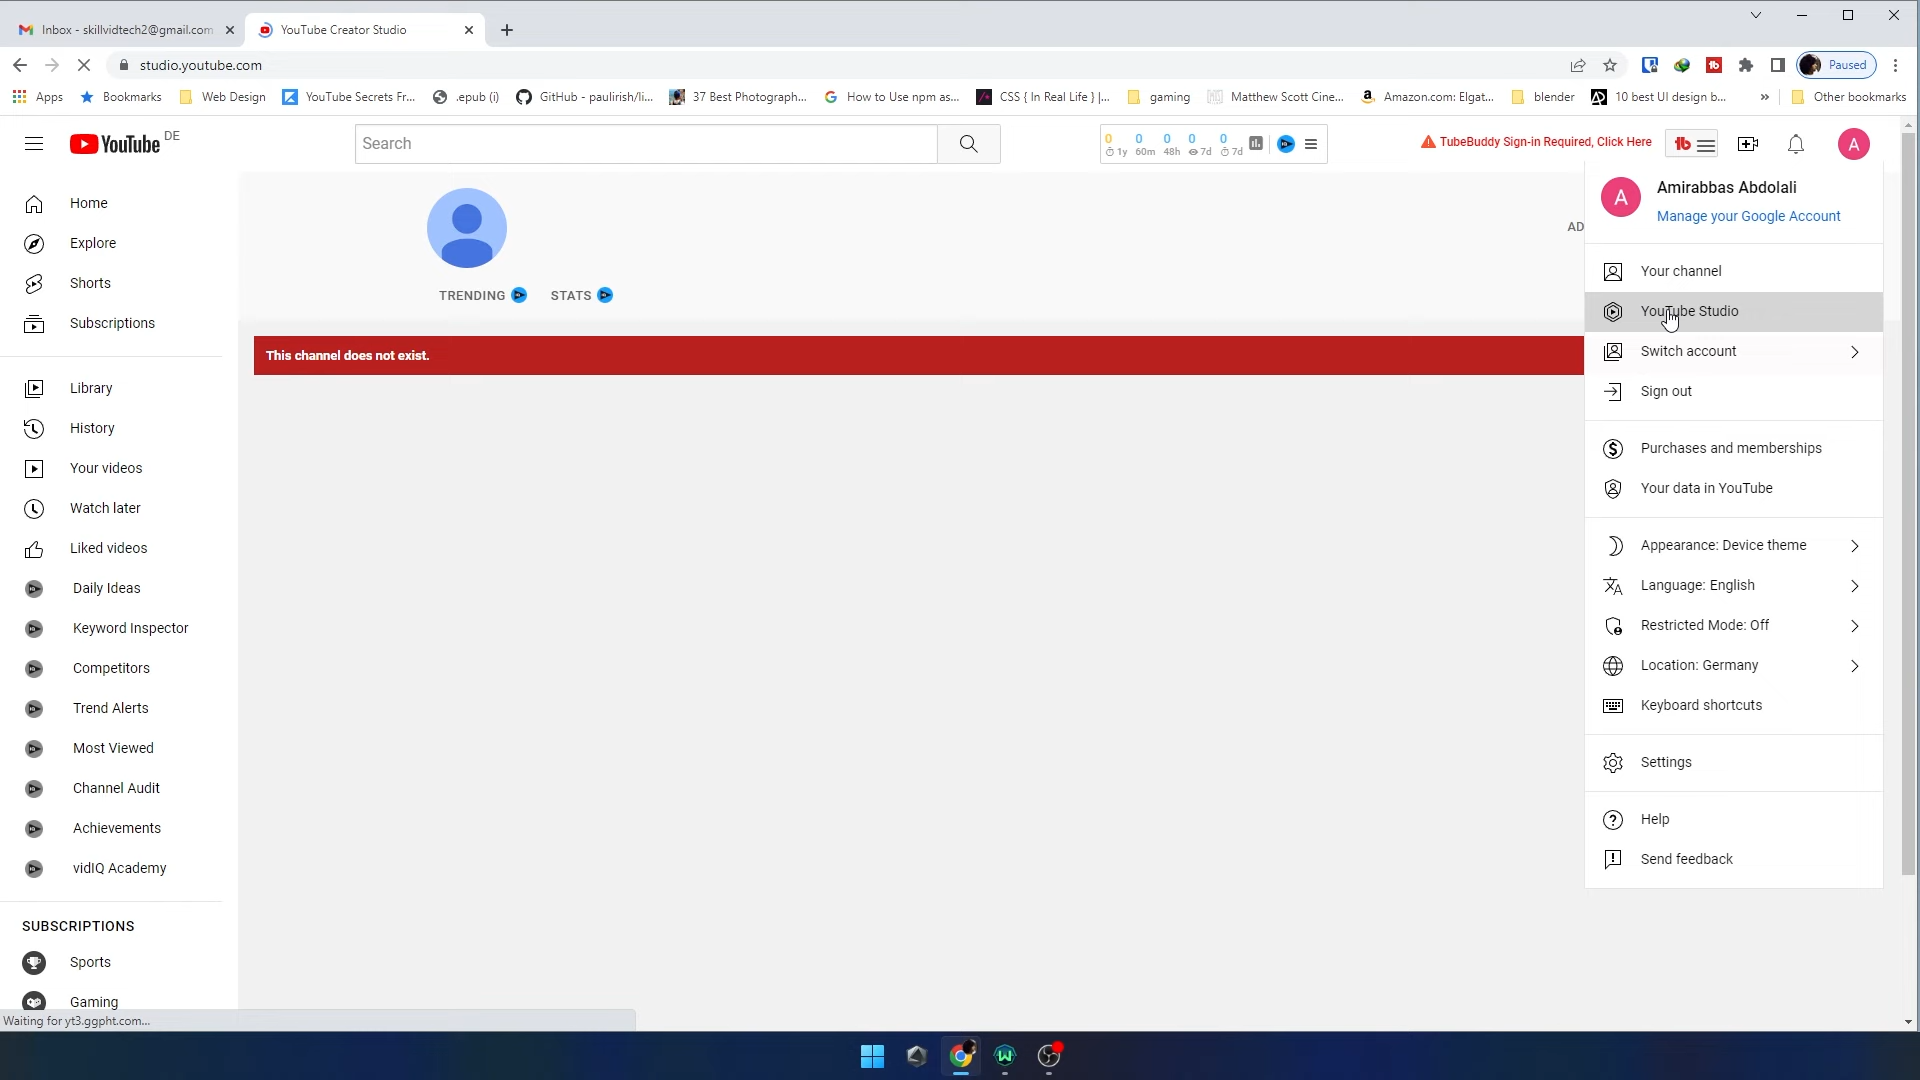 Inbox - skillvidtech2@gmail.com
YouTube Creator Studio
studio.youtube.com
Paused
Apps
Bookmarks
Web Design
YouTube Secrets Fr...
.epub (i)
GitHub - paulirish/li...
37 Best Photograph...
How to Use npm as...
CSS { In Real Life } |...
gaming
Matthew Scott Cine...
Amazon.com: Elgat...
blender
10 best UI design b...
»
Other bookmarks
YouTube DE
Search
0 0 0 0 0
1y 60m 48h 7d 7d
TubeBuddy Sign-in Required, Click Here
tb
A
Home
Explore
Shorts
Subscriptions
Library
History
Your videos
Watch later
Liked videos
Daily Ideas
Keyword Inspector
Competitors
Trend Alerts
Most Viewed
Channel Audit
Achievements
vidIQ Academy
SUBSCRIPTIONS
Sports
Gaming
TRENDING
STATS
AD
This channel does not exist.
A
Amirabbas Abdolali
Manage your Google Account
Your channel
YouTube Studio
Switch account
Sign out
Purchases and memberships
Your data in YouTube
Appearance: Device theme
Language: English
Restricted Mode: Off
Location: Germany
Keyboard shortcuts
Settings
Help
Send feedback
Waiting for yt3.ggpht.com...